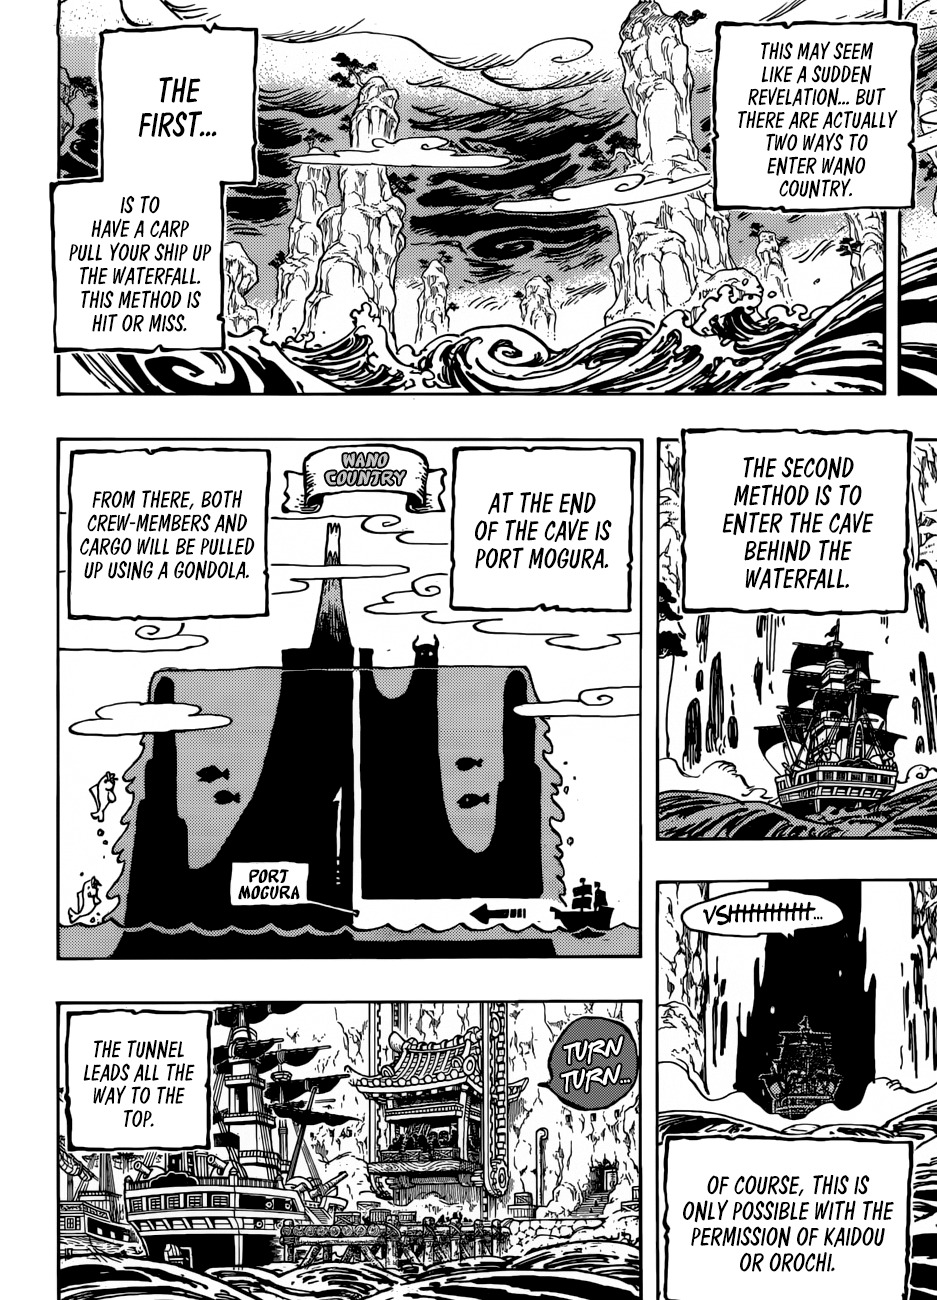 THIS MAY SEEM
LIKE A SUDDEN
REVELATION... BUT
THERE ARE ACTUALLY
TWO WAYS TO
ENTER WANO
COUNTRY.
THE
FIRST...
IS TO
HAVE A CARP
PULL YOUR SHIP UP
THE WATERFALL.
THIS METHOD IS
HIT OR MISS.
THE SECOND
METHOD IS TO
ENTER THE CAVE
BEHIND THE
WATERFALL.
VSHHHHHHHHHH...
OF COURSE, THIS IS
ONLY POSSIBLE WITH THE
PERMISSION OF KAIDOU
OR OROCHI.
WANO
COUNTRY
AT THE END
OF THE CAVE IS
PORT MOGURA.
FROM THERE, BOTH
CREW-MEMBERS AND
CARGO WILL BE PULLED
UP USING A GONDOLA.
PORT
MOGURA
TURN
TURN...
THE TUNNEL
LEADS ALL THE
WAY TO THE
TOP.